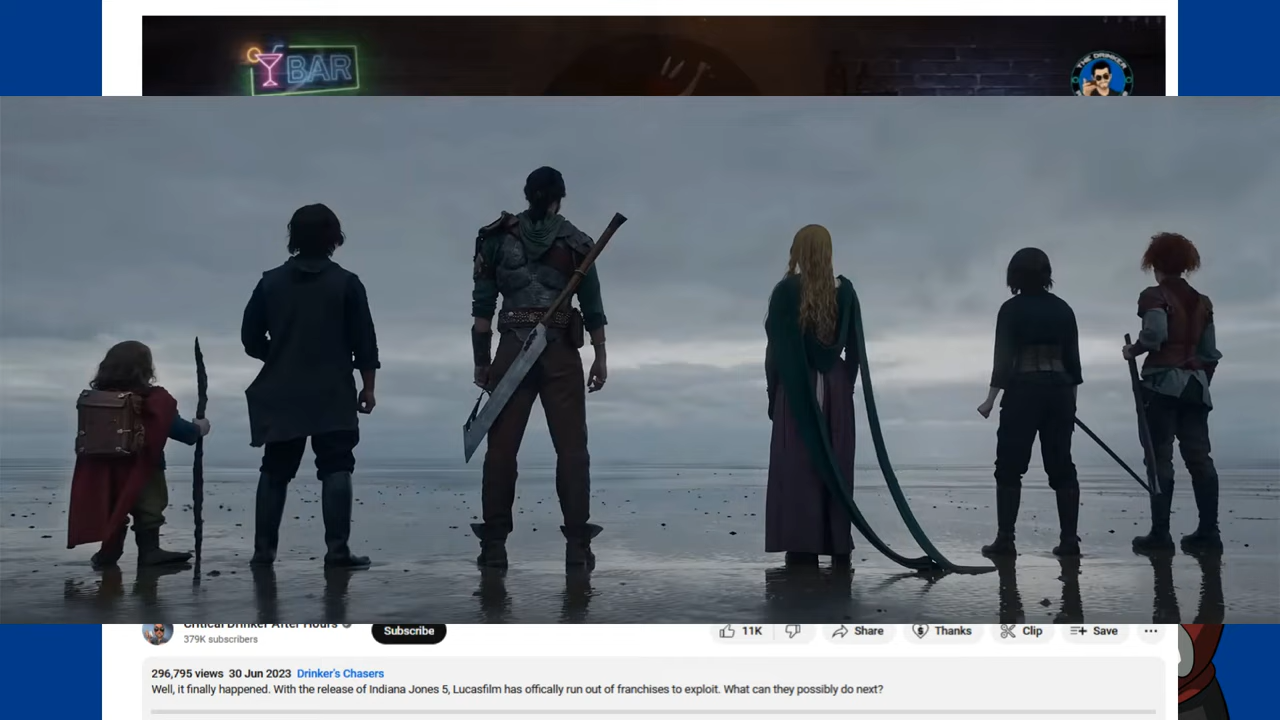 BAR
THE DRINKER
Critical Drinker After Hours
379K subscribers
Subscribe
11K
Share
Thanks
Clip
Save
296,795 views 30 Jun 2023 Drinker's Chasers
Well, it finally happened. With the release of Indiana Jones 5, Lucasfilm has offically run out of franchises to exploit. What can they possibly do next?